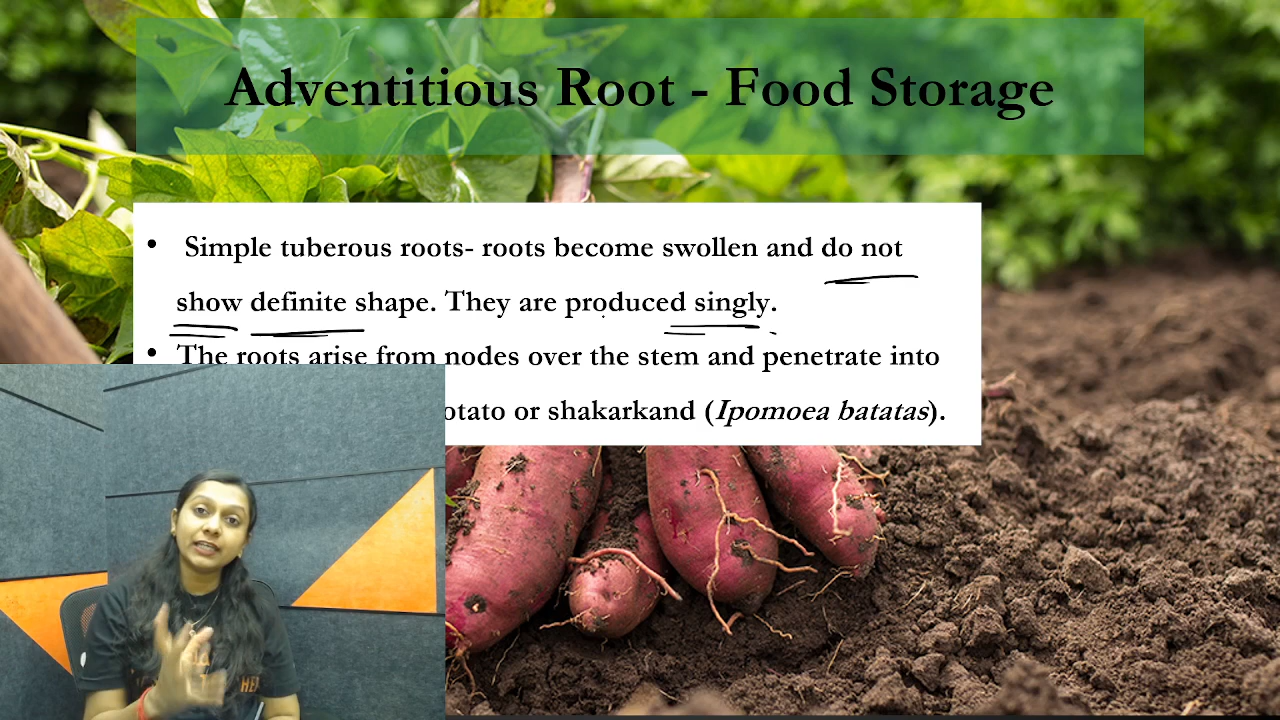 Adventitious Root - Food Storage
• Simple tuberous roots- roots become swollen and do not
show definite shape. They are produced singly.
• The roots arise from nodes over the stem and penetrate into
or shakarkand (Ipomoea batatas).